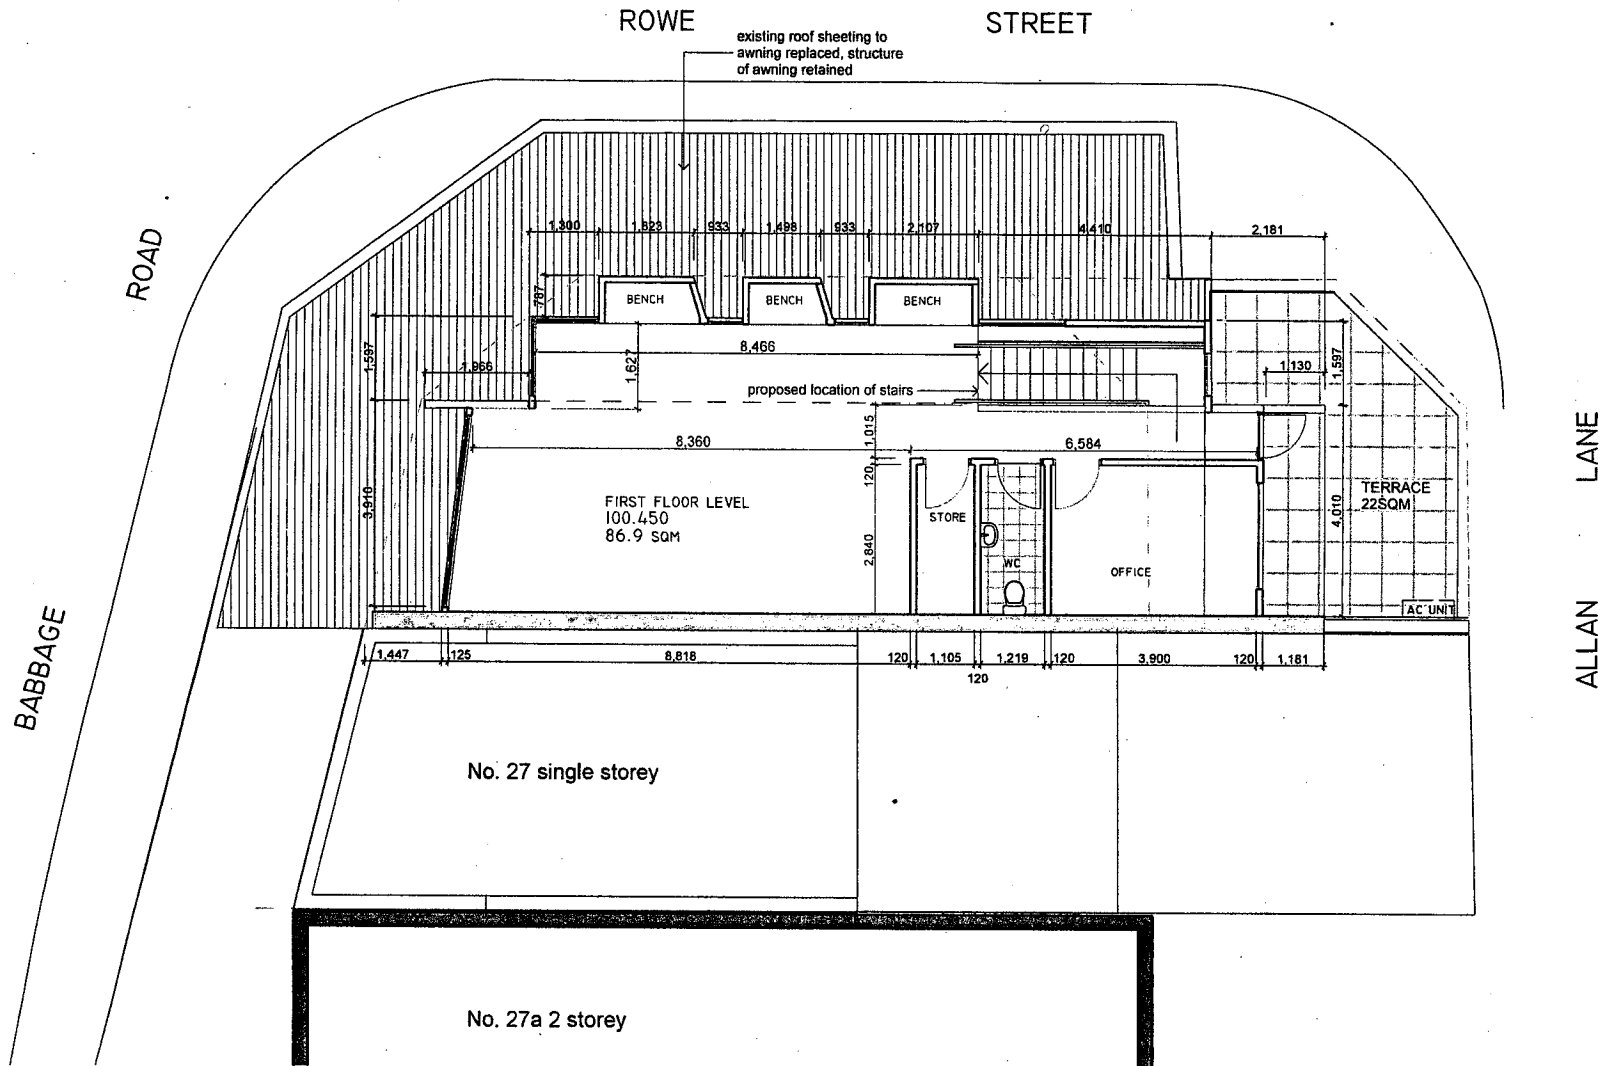 ROWE STREET
existing roof sheeting to
awning replaced, structure
of awning retained
ROAD
1,300 1,823 933 1,498 933 2,107 4,410 2,181
787
BENCH BENCH BENCH
1,597
1,966
1,627
8,466
proposed location of stairs
1,130
1,597
8,360
1,015
6,584
120
3,910
FIRST FLOOR LEVEL
100.450
86.9 SQM
2,840
STORE
WC
OFFICE
4,010
TERRACE
22SQM
AC UNIT
LANE
ALLAN
BABBAGE
1,447 125 8,818 120 1,105 1,219 120 3,900 120 1,181
120
No. 27 single storey
No. 27a 2 storey